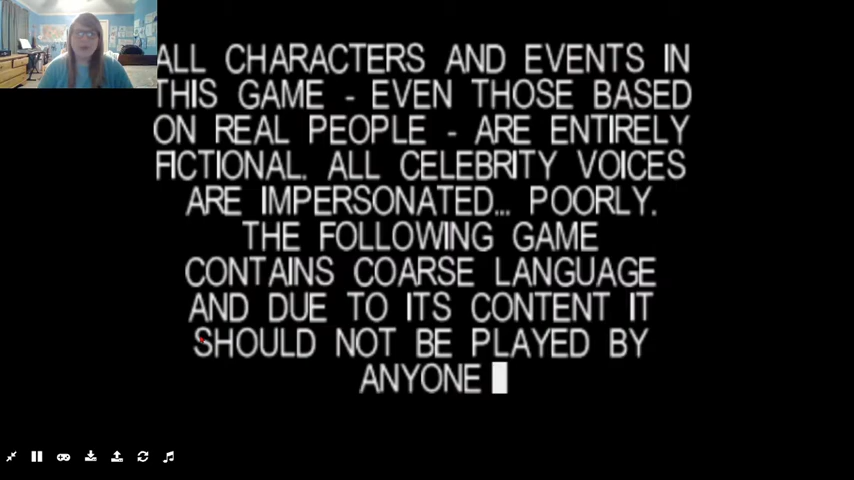 ALL CHARACTERS AND EVENTS IN
THIS GAME - EVEN THOSE BASED
ON REAL PEOPLE - ARE ENTIRELY
FICTIONAL. ALL CELEBRITY VOICES
ARE IMPERSONATED... POORLY.
THE FOLLOWING GAME
CONTAINS COARSE LANGUAGE
AND DUE TO ITS CONTENT IT
SHOULD NOT BE PLAYED BY
ANYONE